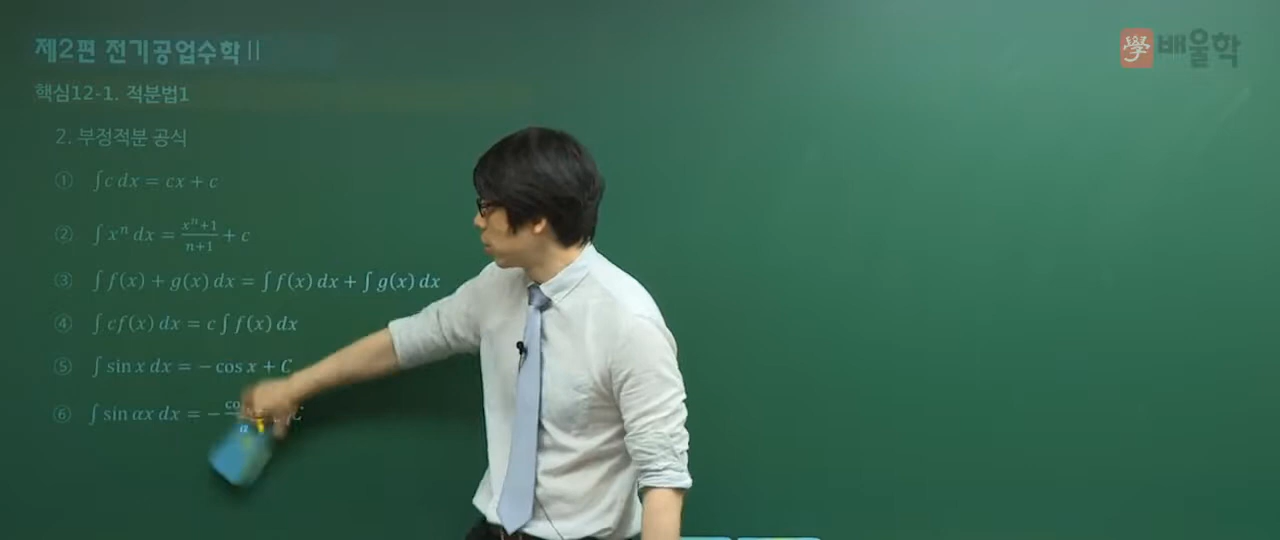 제2편 전기공업수학 II
學 배울학
핵심12-1. 적분법1
2. 부정적분 공식
① ∫c dx = cx + c
② ∫xⁿ dx = (xⁿ+1)/(n+1) + c
③ ∫f(x) + g(x) dx = ∫f(x) dx + ∫g(x) dx
④ ∫cf(x) dx = c∫f(x) dx
⑤ ∫sin x dx = − cos x + C
⑥ ∫sin ax dx = −